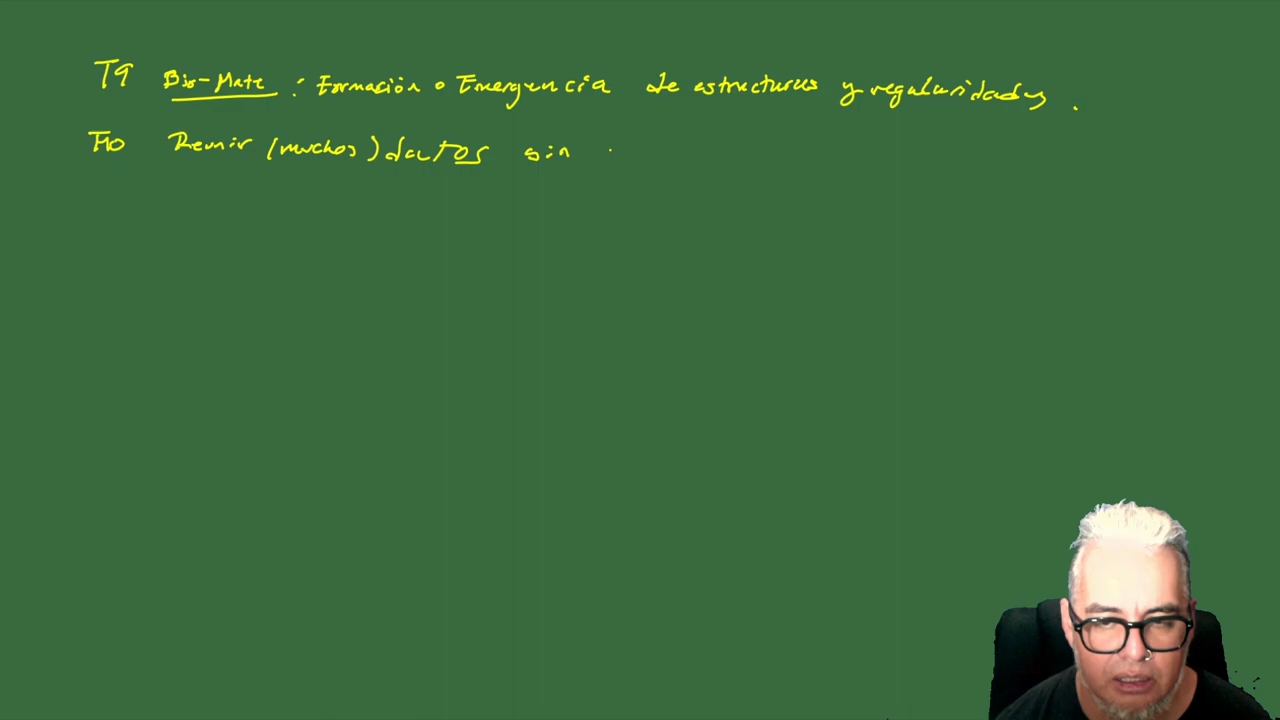 T9 Bio-Mate : Formación o Emergencia de estructuras y regularidades.
T10 Reunir (muchos) datos sin